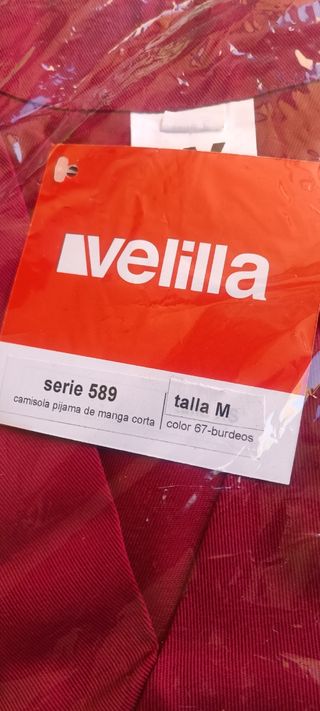 velilla
serie 589
camisola pijama de manga corta
talla M
color 67-burdeos